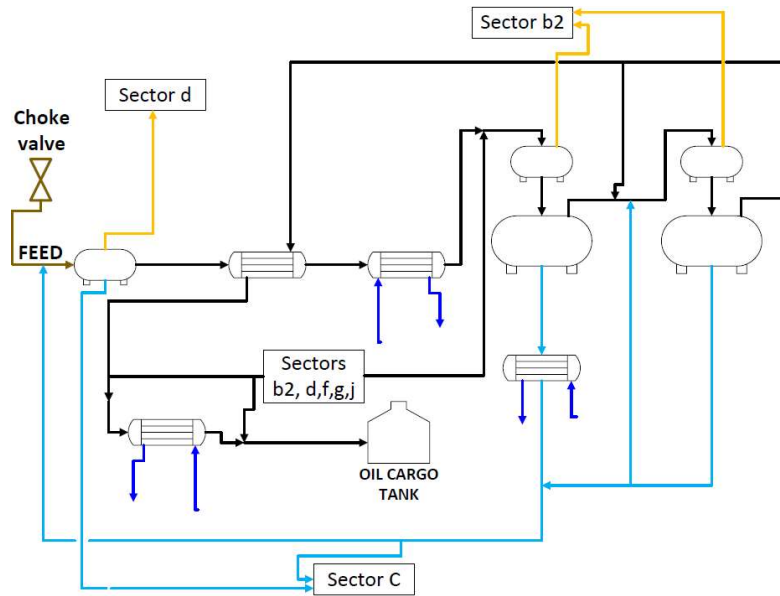 Sector b2
Sector d
Choke
valve
FEED
Sectors
b2, d,f,g,j
OIL CARGO
TANK
Sector C